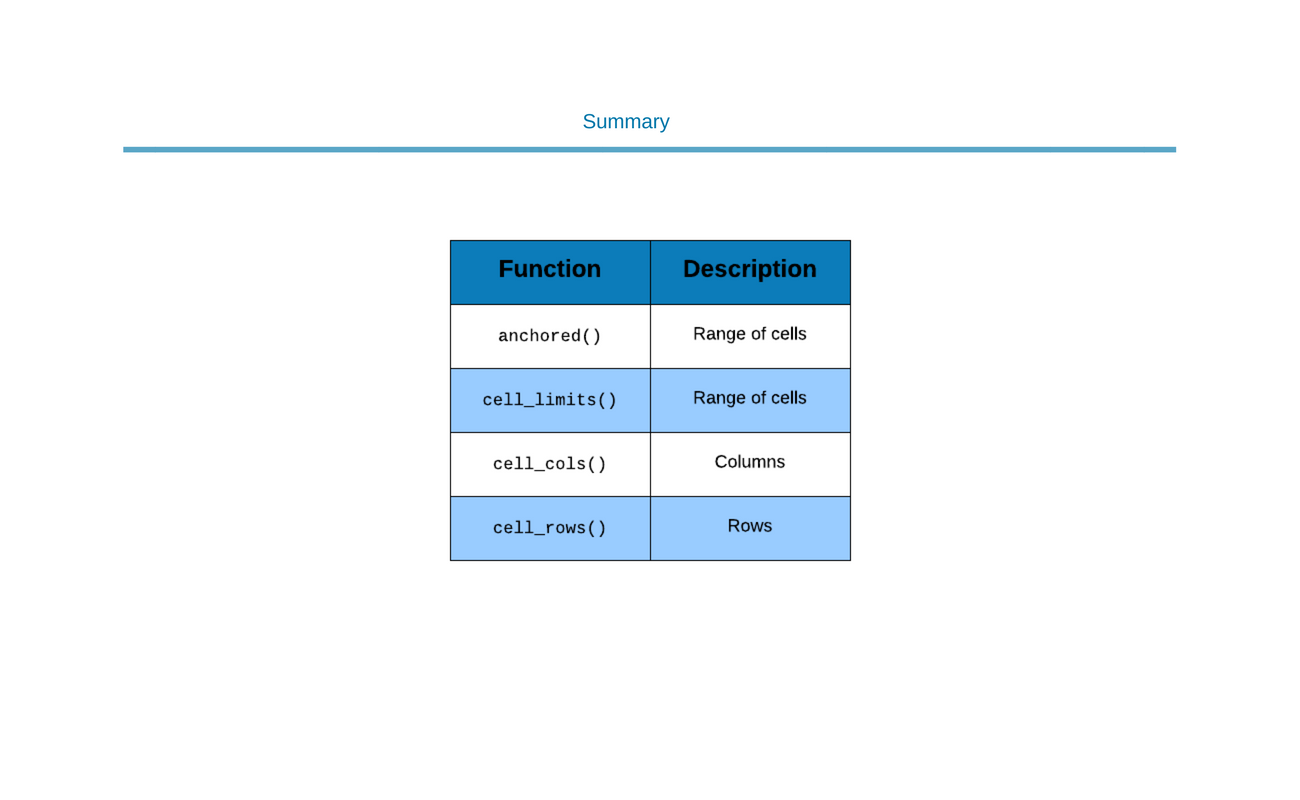 Summary
Function Description
anchored() Range of cells
cell_limits() Range of cells
cell_cols() Columns
cell_rows() Rows